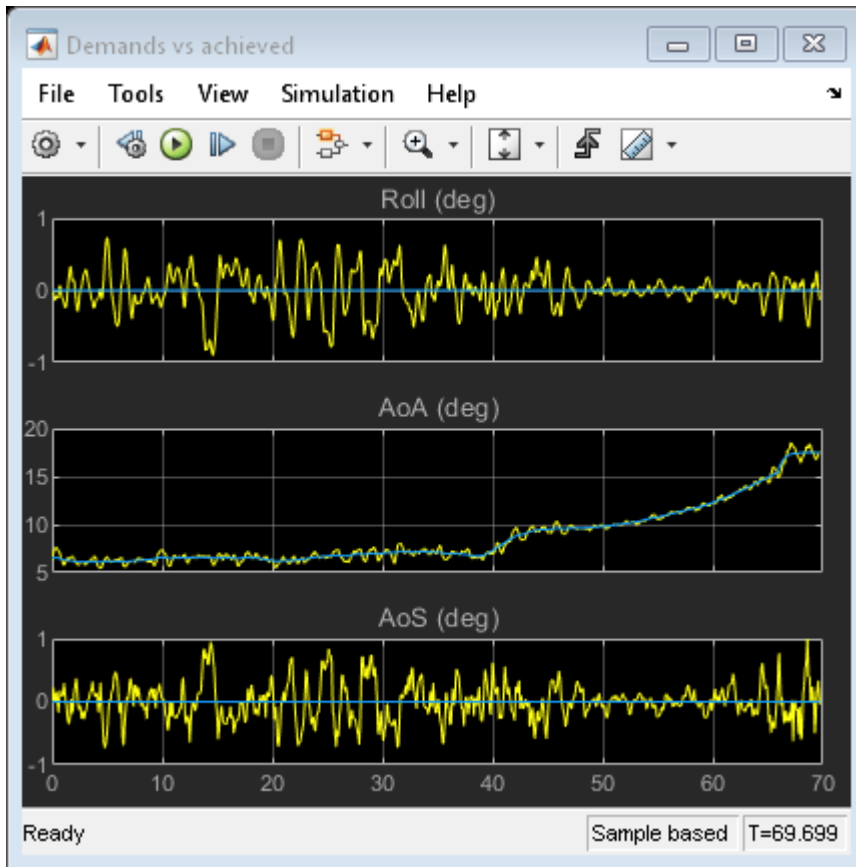 Demands vs achieved
File Tools View Simulation Help
Roll (deg)
1
0
-1
AoA (deg)
20
15
10
5
AoS (deg)
1
0
-1
0 10 20 30 40 50 60 70
Ready Sample based T=69.699